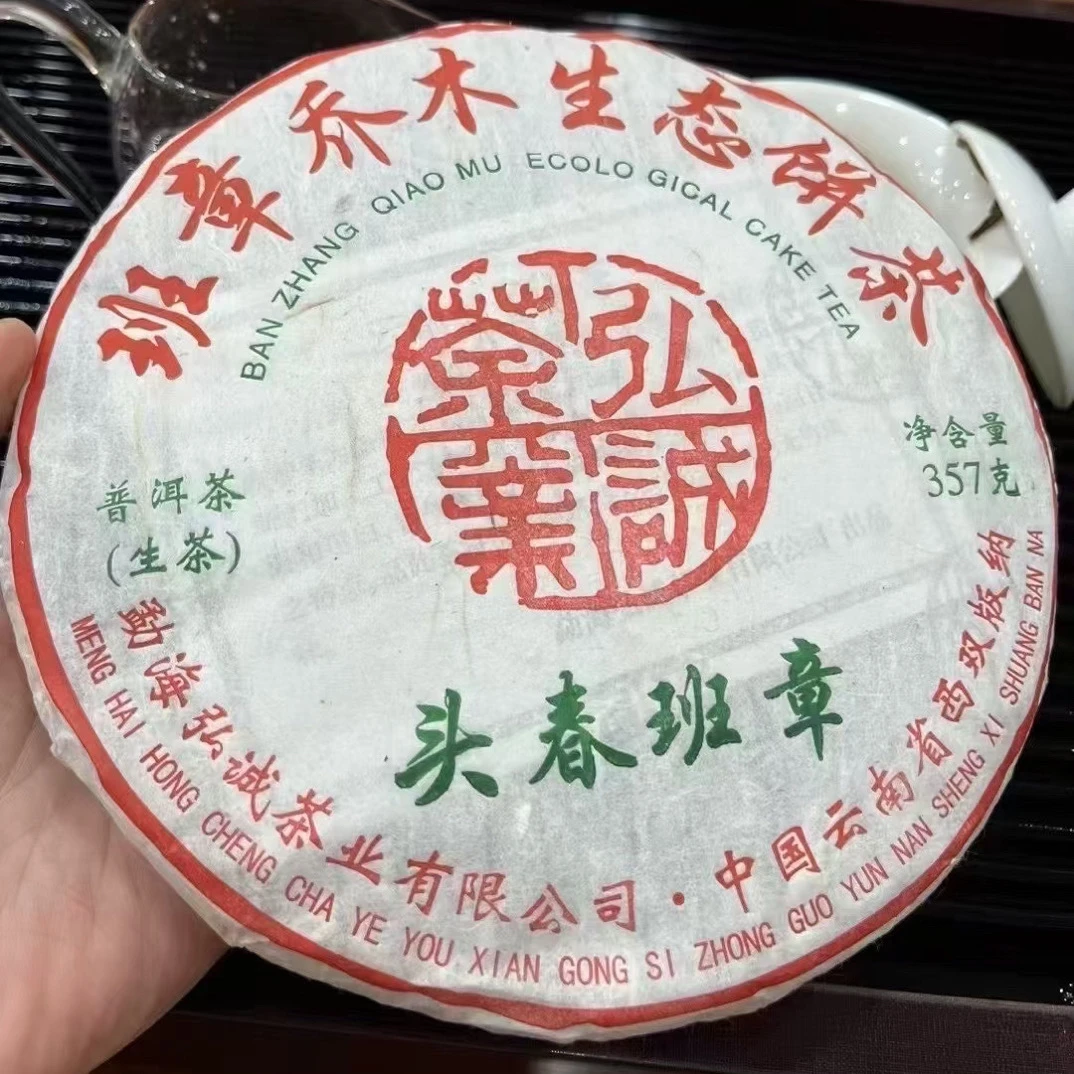 班章乔木生态饼茶
BAN ZHANG QIAO MU ECOLO GICAL CAKE TEA
弘誠茶業
净含量
357克
普洱茶
(生茶)
头春班章
勐海弘诚茶业有限公司·中国云南省西双版纳
MENG HAI HONG CHENG CHA YE YOU XIAN GONG SI ZHONG GUO YUN NAN SHENG XI SHUANG BAN NA